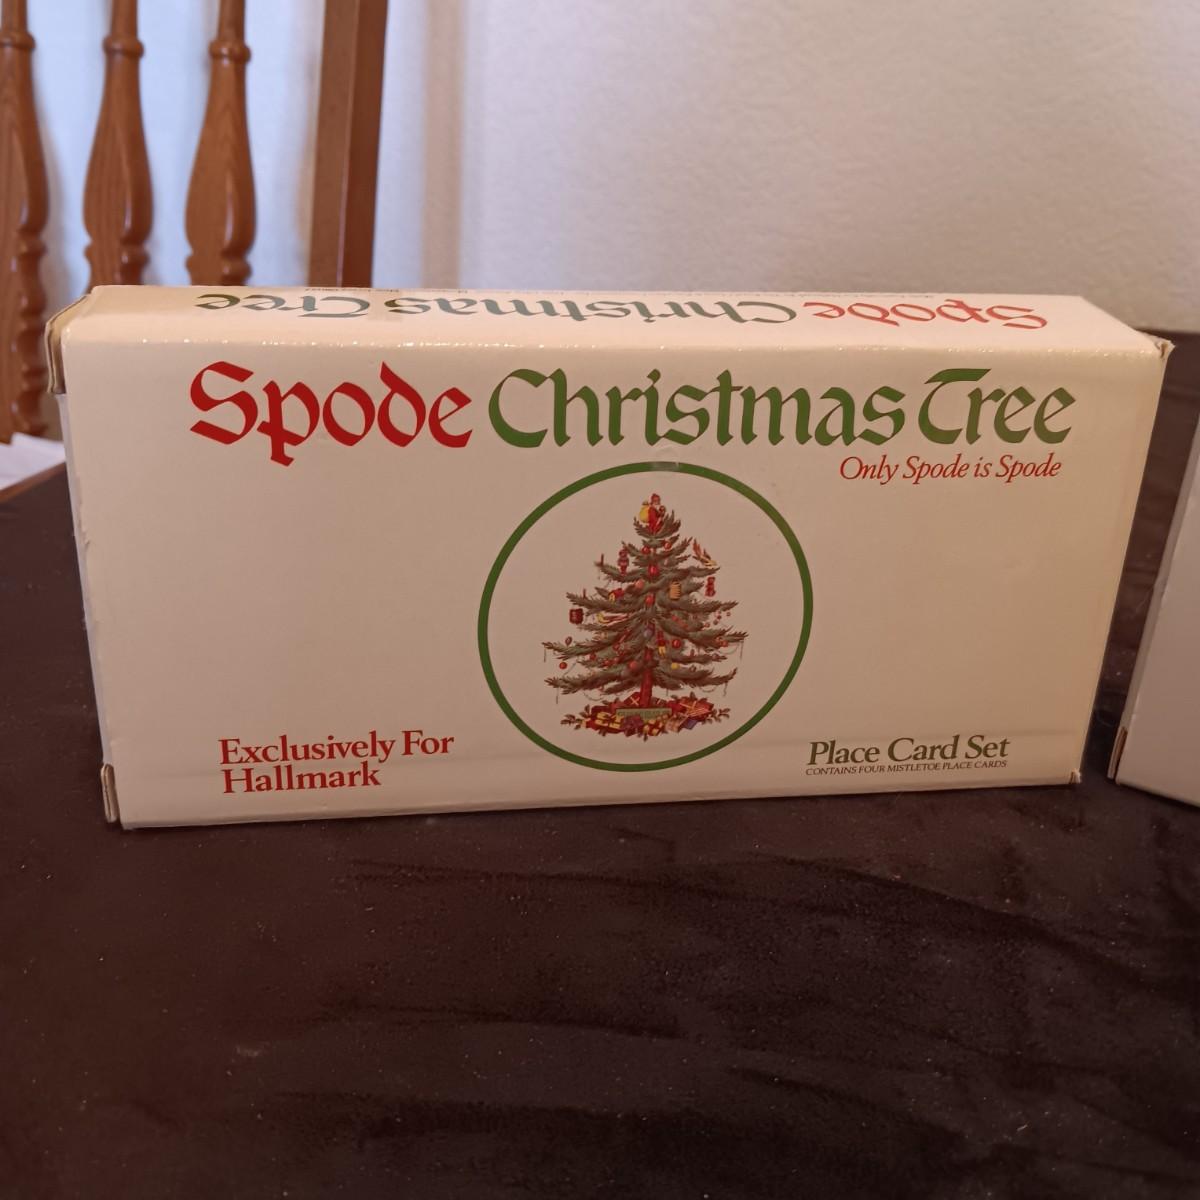 Spode Christmas Tree
Spode Christmas Tree
Only Spode is Spode
Exclusively For
Hallmark
Place Card Set
CONTAINS FOUR MISTLETOE PLACE CARDS